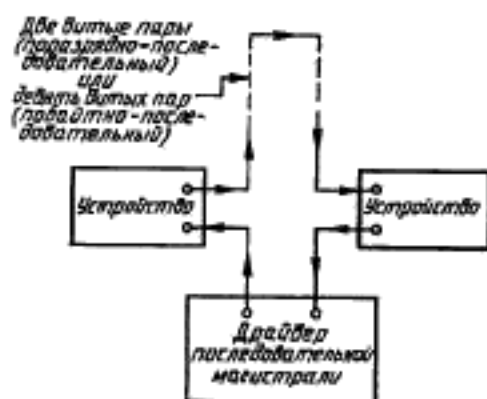 Две витые пары
(поразрядно-после-
довательный)
или
девять витых пар
(побайтно-после-
довательный)
Устройство
Устройство
Драйвер
последовательной
магистрали